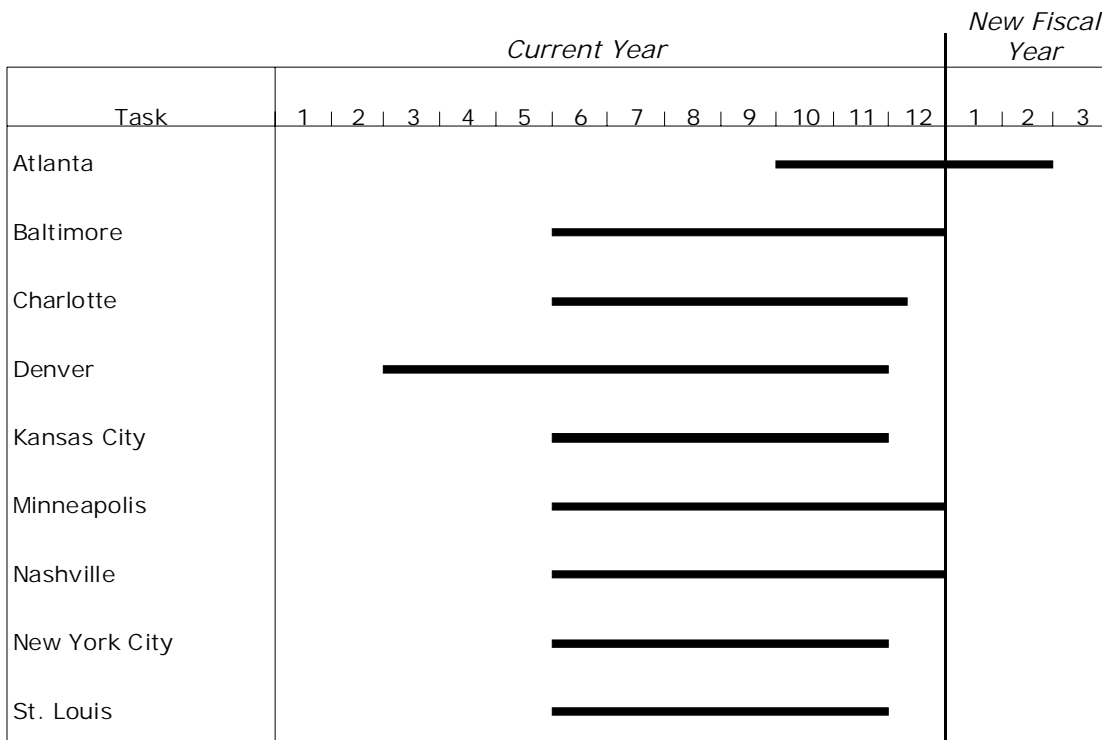 New Fiscal
Current Year
Year
Task 1 2 3 4 5 6 7 8 9 10 11 12 1 2 3
Atlanta
Baltimore
Charlotte
Denver
Kansas City
Minneapolis
Nashville
New York City
St. Louis